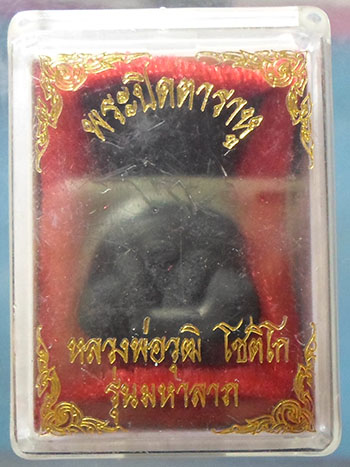 พระปิดตาราหู
หลวงพ่อวุฒิ โชติโก
รุ่นมหาลาภ